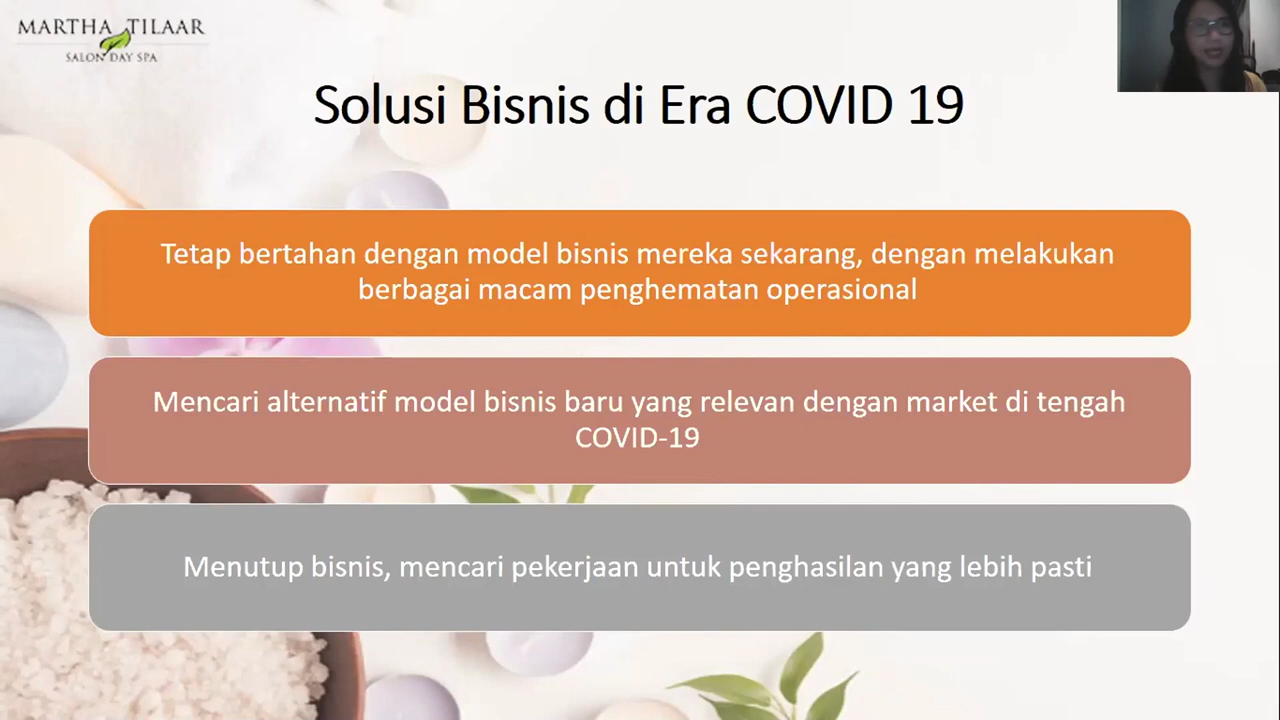 MARTHA TILAAR
SALON DAY SPA
Solusi Bisnis di Era COVID 19
Tetap bertahan dengan model bisnis mereka sekarang, dengan melakukan
berbagai macam penghematan operasional
Mencari alternatif model bisnis baru yang relevan dengan market di tengah
COVID-19
Menutup bisnis, mencari pekerjaan untuk penghasilan yang lebih pasti